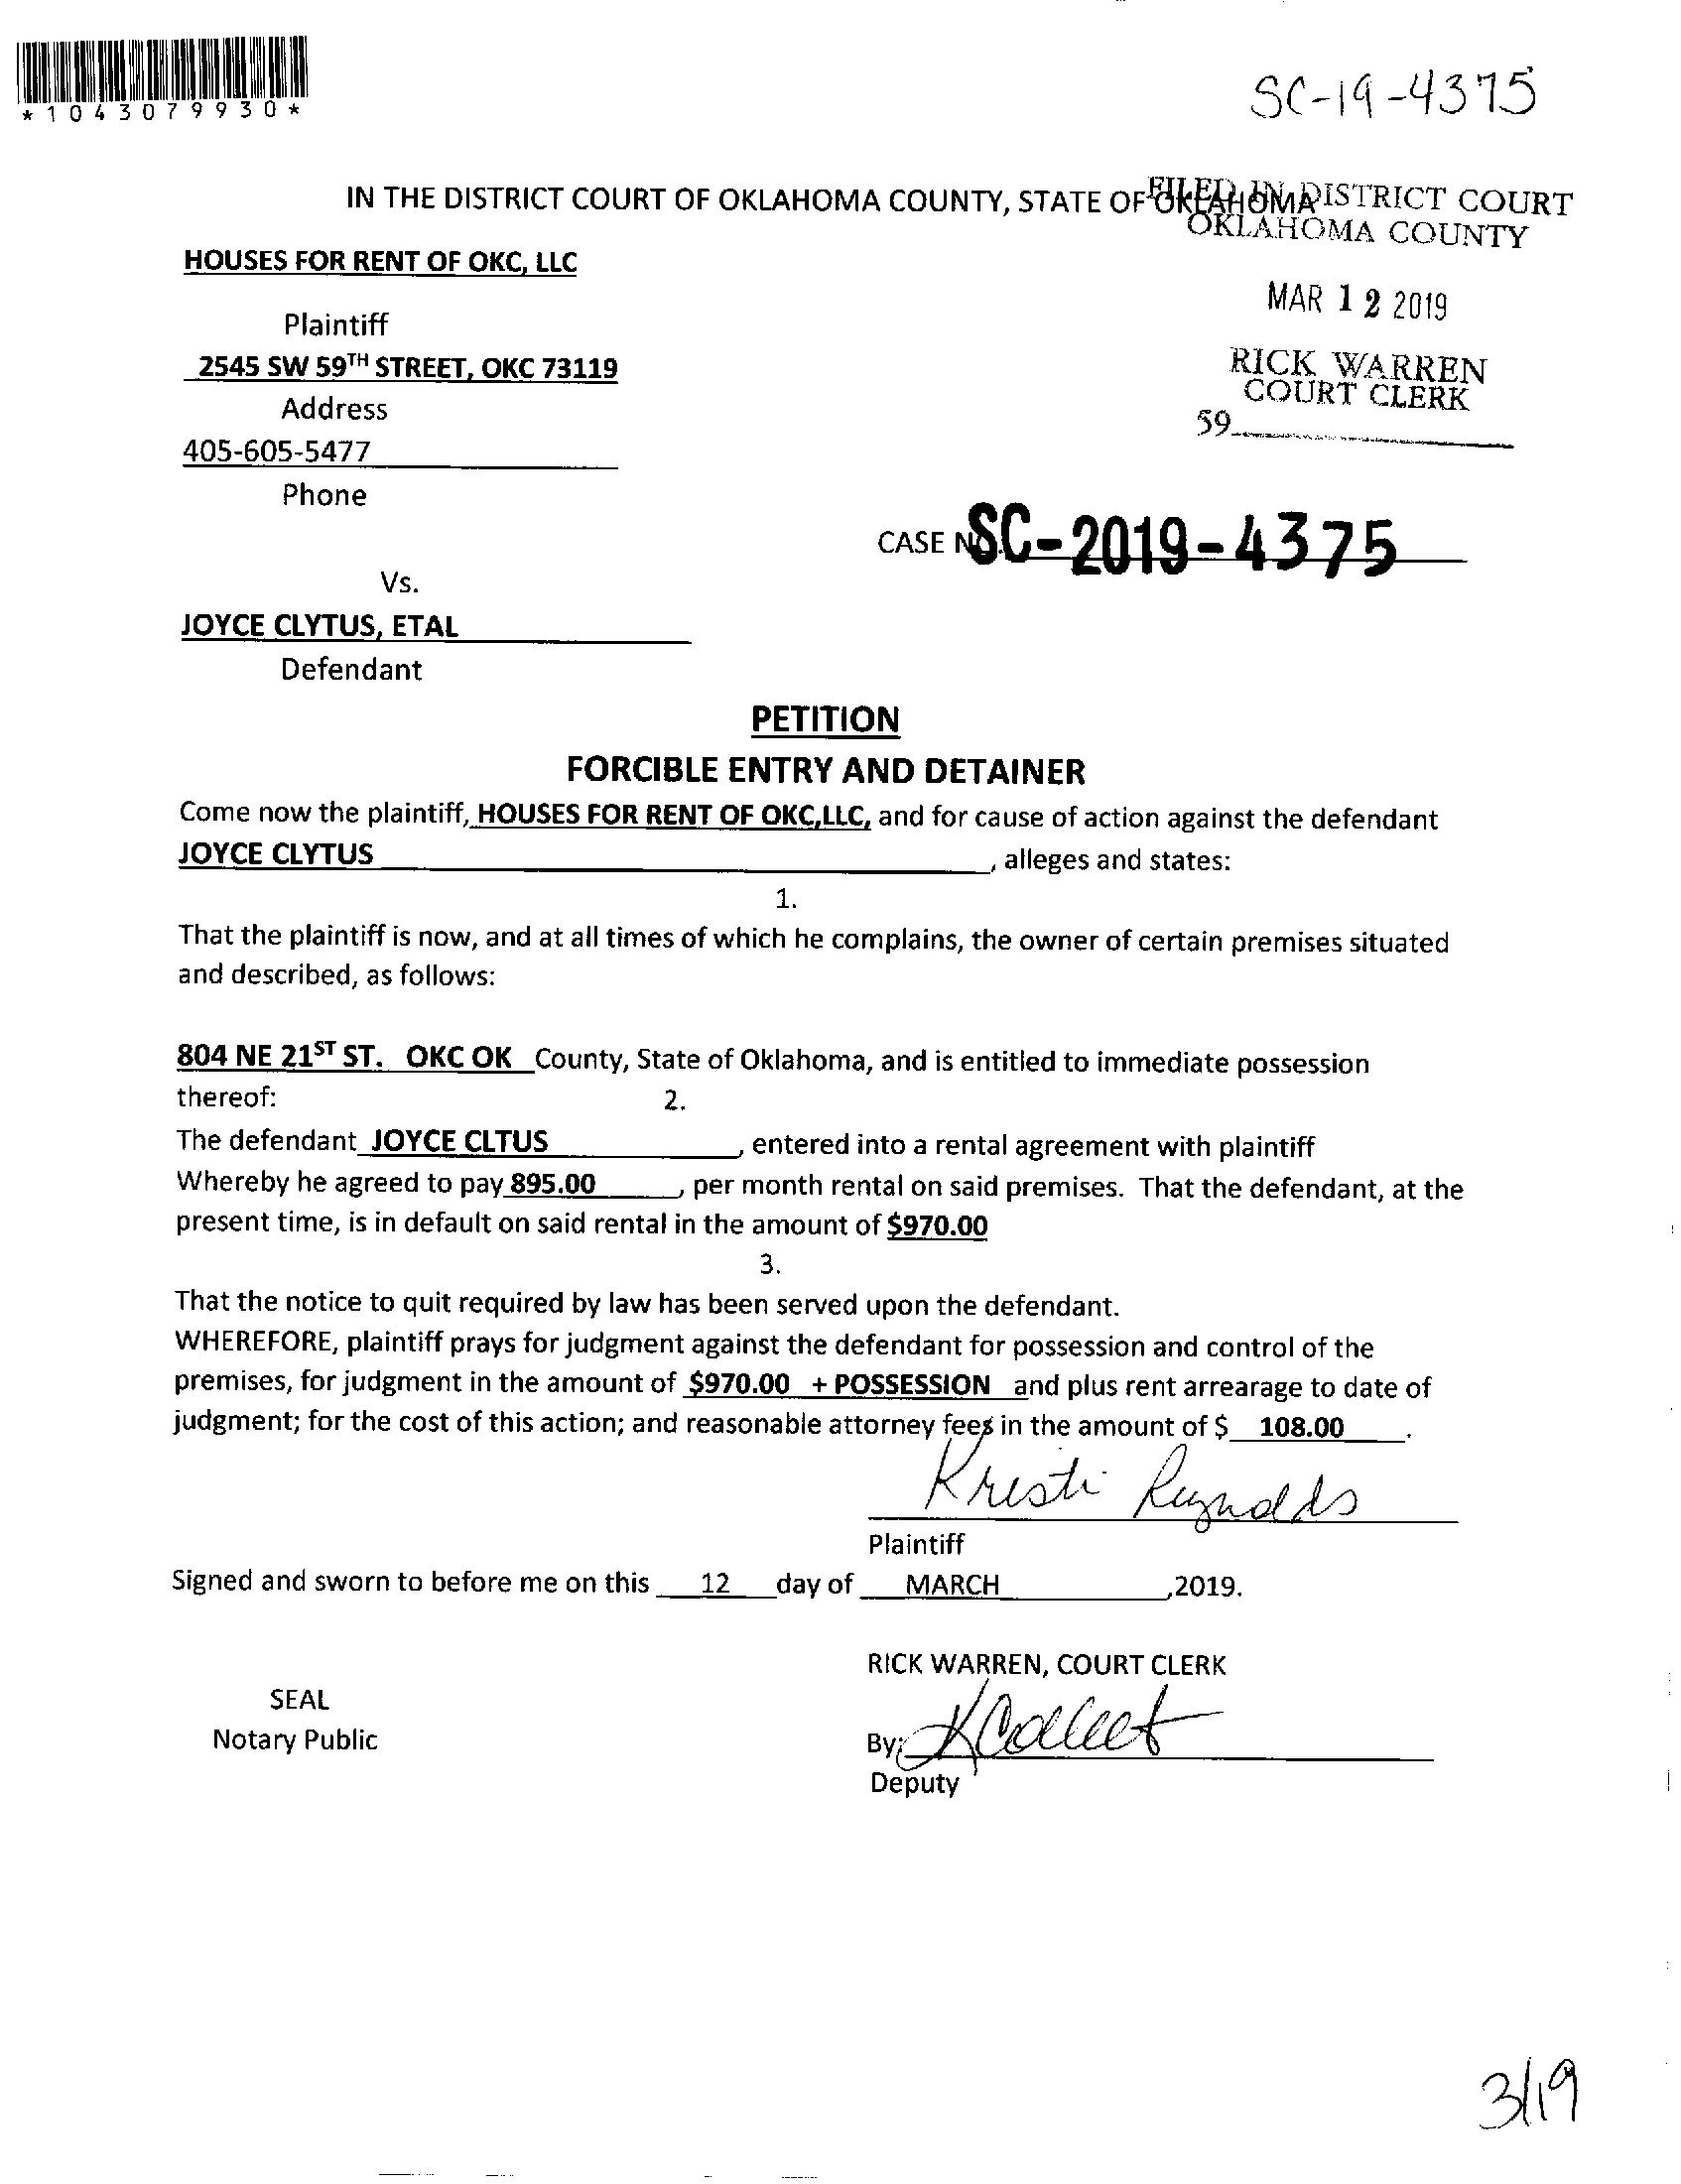 *1043079930*
SC-19-4375
IN THE DISTRICT COURT OF OKLAHOMA COUNTY, STATE OF OKLAHOMA
FILED IN DISTRICT COURT
OKLAHOMA COUNTY
HOUSES FOR RENT OF OKC, LLC
MAR 12 2019
Plaintiff
2545 SW 59TH STREET, OKC 73119
RICK WARREN
COURT CLERK
Address
59
405-605-5477
Phone
CASE NO. SC-2019-4375
Vs.
JOYCE CLYTUS, ETAL
Defendant
PETITION
FORCIBLE ENTRY AND DETAINER
Come now the plaintiff, HOUSES FOR RENT OF OKC,LLC, and for cause of action against the defendant
JOYCE CLYTUS, alleges and states:
1.
That the plaintiff is now, and at all times of which he complains, the owner of certain premises situated
and described, as follows:
804 NE 21ST ST. OKC OK County, State of Oklahoma, and is entitled to immediate possession
thereof:
2.
The defendant JOYCE CLTUS, entered into a rental agreement with plaintiff
Whereby he agreed to pay 895.00, per month rental on said premises. That the defendant, at the
present time, is in default on said rental in the amount of $970.00
3.
That the notice to quit required by law has been served upon the defendant.
WHEREFORE, plaintiff prays for judgment against the defendant for possession and control of the
premises, for judgment in the amount of $970.00 + POSSESSION and plus rent arrearage to date of
judgment; for the cost of this action; and reasonable attorney fees in the amount of $ 108.00.
Kristi Reynolds
Plaintiff
Signed and sworn to before me on this 12 day of MARCH,2019.
RICK WARREN, COURT CLERK
SEAL
Notary Public
By:
Deputy
3/19